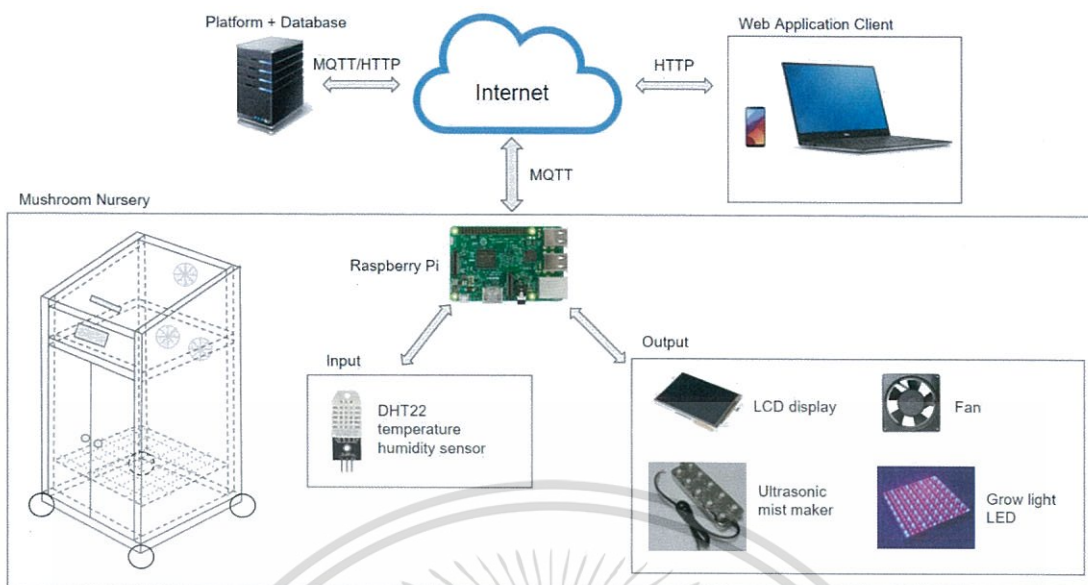 Platform + Database
Web Application Client
MQTT/HTTP
HTTP
Internet
MQTT
Mushroom Nursery
Raspberry Pi
Input
DHT22
temperature
humidity sensor
Output
LCD display
Fan
Ultrasonic
mist maker
Grow light
LED